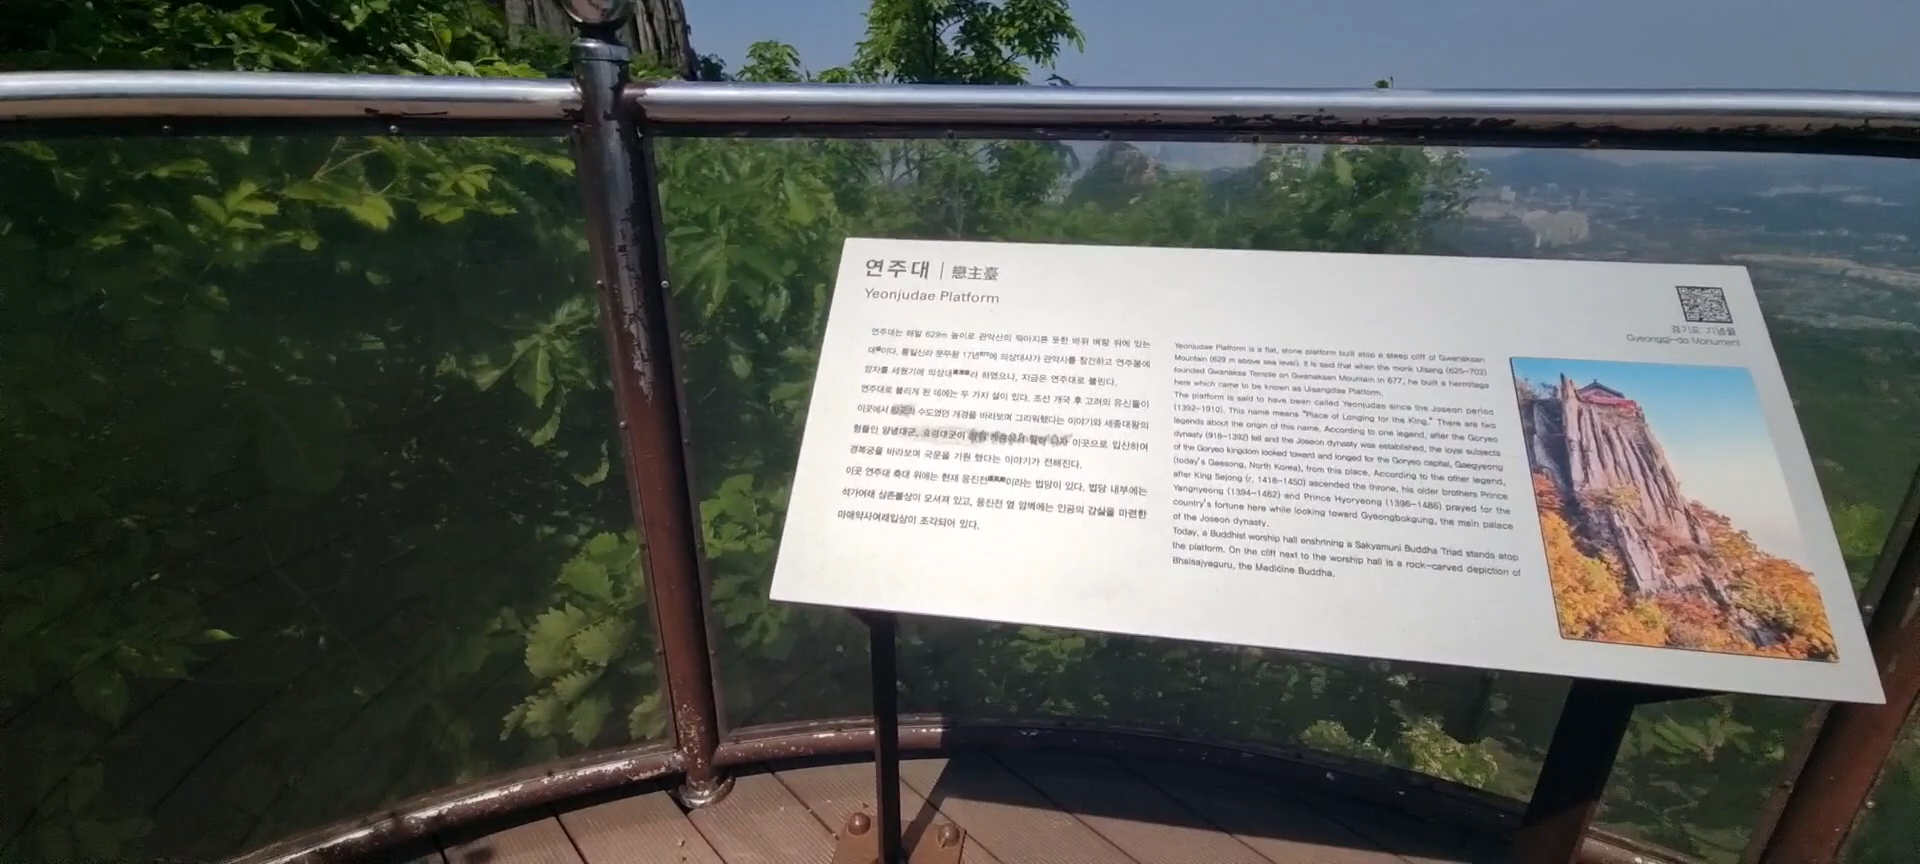 연주대 | 戀主臺
Yeonjudae Platform
연주대는 해발 629m 높이로 관악산의 깎아지른 듯한 바위 벼랑 위에 있는
대이다. 통일신라 문무왕 17년에 의상대사가 관악사를 창건하고 연주봉에
암자를 세웠기에 의상대라 하였으나, 지금은 연주대로 불린다.
연주대로 불리게 된 데에는 두 가지 설이 있다. 조선 개국 후 고려의 유신들이
이곳에서 수도였던 개경을 바라보며 그리워했다는 이야기와 세종대왕의
형들인 양녕대군, 효령대군이 이곳으로 입산하여
경복궁을 바라보며 국운을 기원 했다는 이야기가 전해진다.
이곳 연주대 축대 위에는 현재 응진전이라는 법당이 있다. 법당 내부에는
석가여래 삼존불상이 모셔져 있고, 응진전 옆 암벽에는 인공의 감실을 마련한
마애약사여래입상이 조각되어 있다.
Yeonjudae Platform is a flat, stone platform built atop a steep cliff of Gwanaksan
Mountain (629 m above sea level). It is said that when the monk Uisang (625–702)
founded Gwanaksa Temple on Gwanaksan Mountain in 677, he built a hermitage
here which came to be known as Uisangdae Platform.
The platform is said to have been called Yeonjudae since the Joseon period
(1392–1910). This name means "Place of Longing for the King." There are two
legends about the origin of this name. According to one legend, after the Goryeo
dynasty (918–1392) fell and the Joseon dynasty was established, the loyal subjects
of the Goryeo kingdom looked toward and longed for the Goryeo capital, Gaegyeong
(today's Gaesong, North Korea), from this place. According to the other legend,
after King Sejong (r. 1418–1450) ascended the throne, his older brothers Prince
Yangnyeong (1394–1462) and Prince Hyoryeong (1396–1486) prayed for the
country's fortune here while looking toward Gyeongbokgung, the main palace
of the Joseon dynasty.
Today, a Buddhist worship hall enshrining a Sakyamuni Buddha Triad stands atop
the platform. On the cliff next to the worship hall is a rock-carved depiction of
Bhaisajyaguru, the Medicine Buddha.
경기도 기념물
Gyeonggi-do Monument